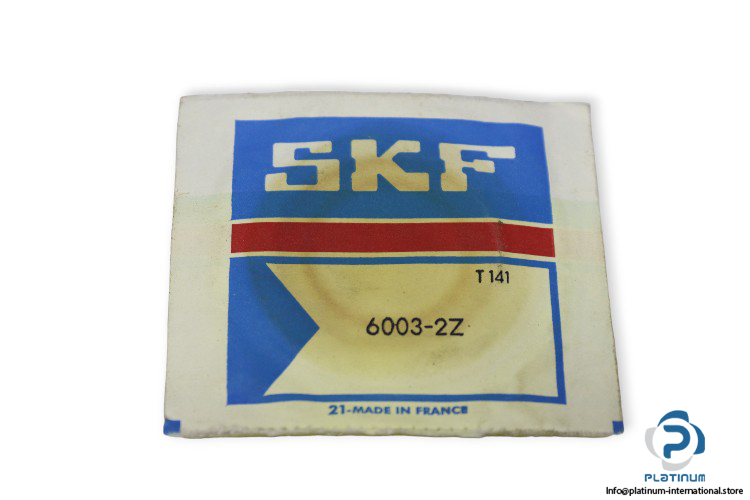 SKF
T 141
6003-2Z
21-MADE IN FRANCE
PLATINUM
Info@platinum-international.store